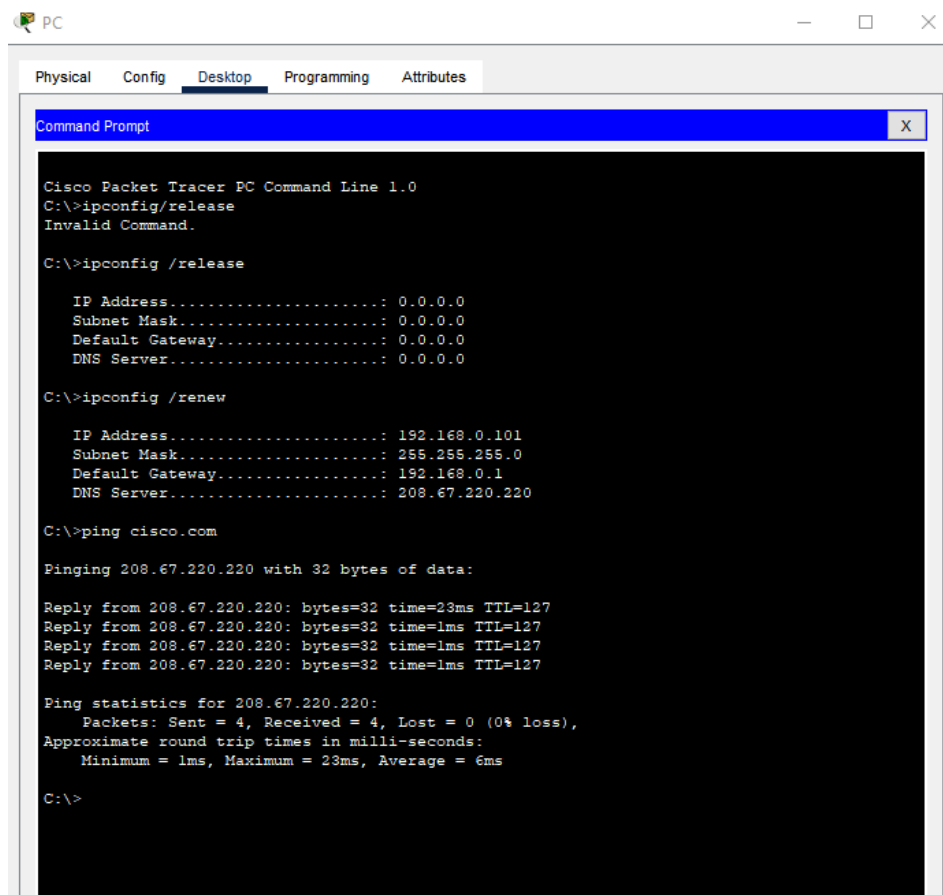 PC
Physical Config Desktop Programming Attributes
Command Prompt
X
Cisco Packet Tracer PC Command Line 1.0
C:\>ipconfig/release
Invalid Command.
C:\>ipconfig /release
IP Address......................: 0.0.0.0
Subnet Mask.....................: 0.0.0.0
Default Gateway.................: 0.0.0.0
DNS Server......................: 0.0.0.0
C:\>ipconfig /renew
IP Address......................: 192.168.0.101
Subnet Mask.....................: 255.255.255.0
Default Gateway.................: 192.168.0.1
DNS Server......................: 208.67.220.220
C:\>ping cisco.com
Pinging 208.67.220.220 with 32 bytes of data:
Reply from 208.67.220.220: bytes=32 time=23ms TTL=127
Reply from 208.67.220.220: bytes=32 time=1ms TTL=127
Reply from 208.67.220.220: bytes=32 time=1ms TTL=127
Reply from 208.67.220.220: bytes=32 time=1ms TTL=127
Ping statistics for 208.67.220.220:
Packets: Sent = 4, Received = 4, Lost = 0 (0% loss),
Approximate round trip times in milli-seconds:
Minimum = 1ms, Maximum = 23ms, Average = 6ms
C:\>